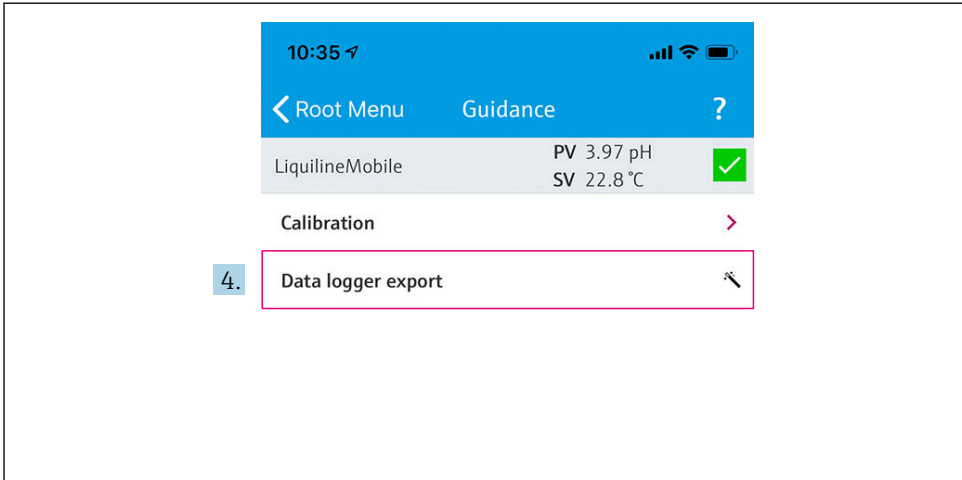 10:35
Root Menu Guidance ?
LiquilineMobile PV 3.97 pH
SV 22.8 °C
Calibration
4. Data logger export